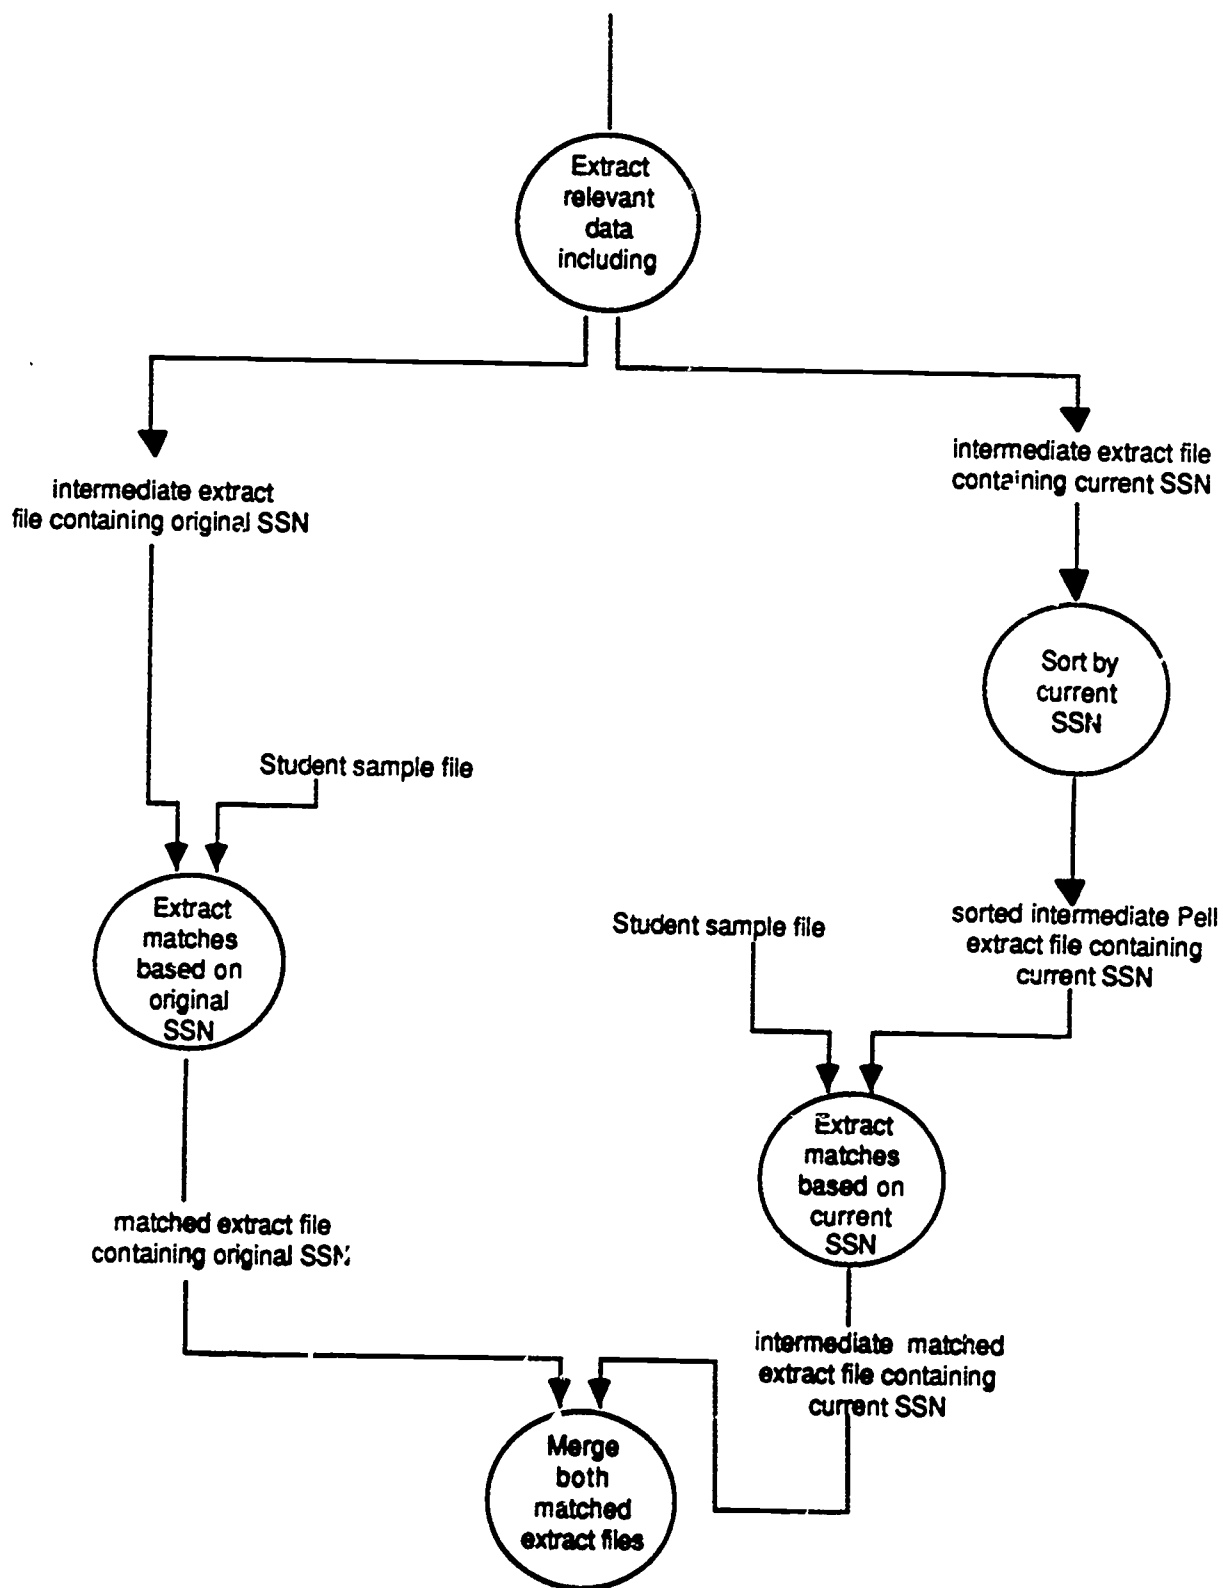 Extract
relevant
data
including
intermediate extract
file containing original SSN
intermediate extract file
containing current SSN
Sort by
current
SSN
Student sample file
Extract
matches
based on
original
SSN
Student sample file
sorted intermediate Pell
extract file containing
current SSN
Extract
matches
based on
current
SSN
matched extract file
containing original SSN
intermediate matched
extract file containing
current SSN
Merge
both
matched
extract files